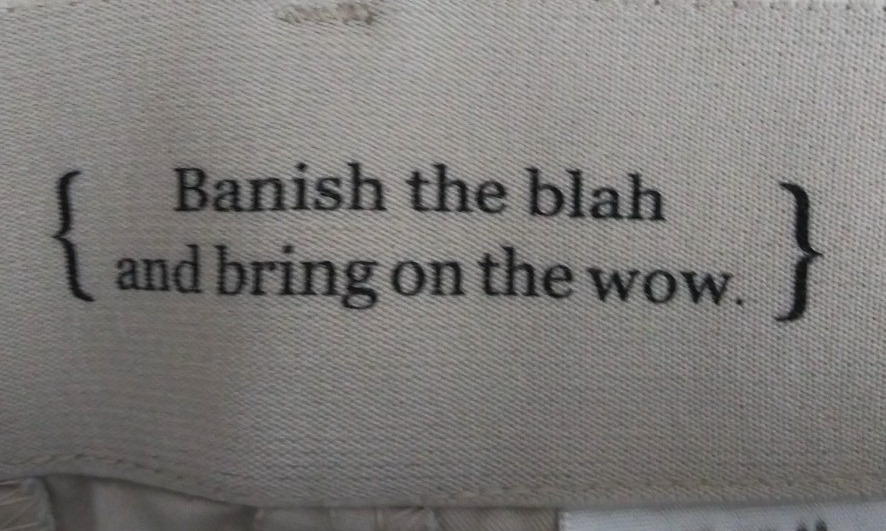 { Banish the blah
and bring on the wow. }